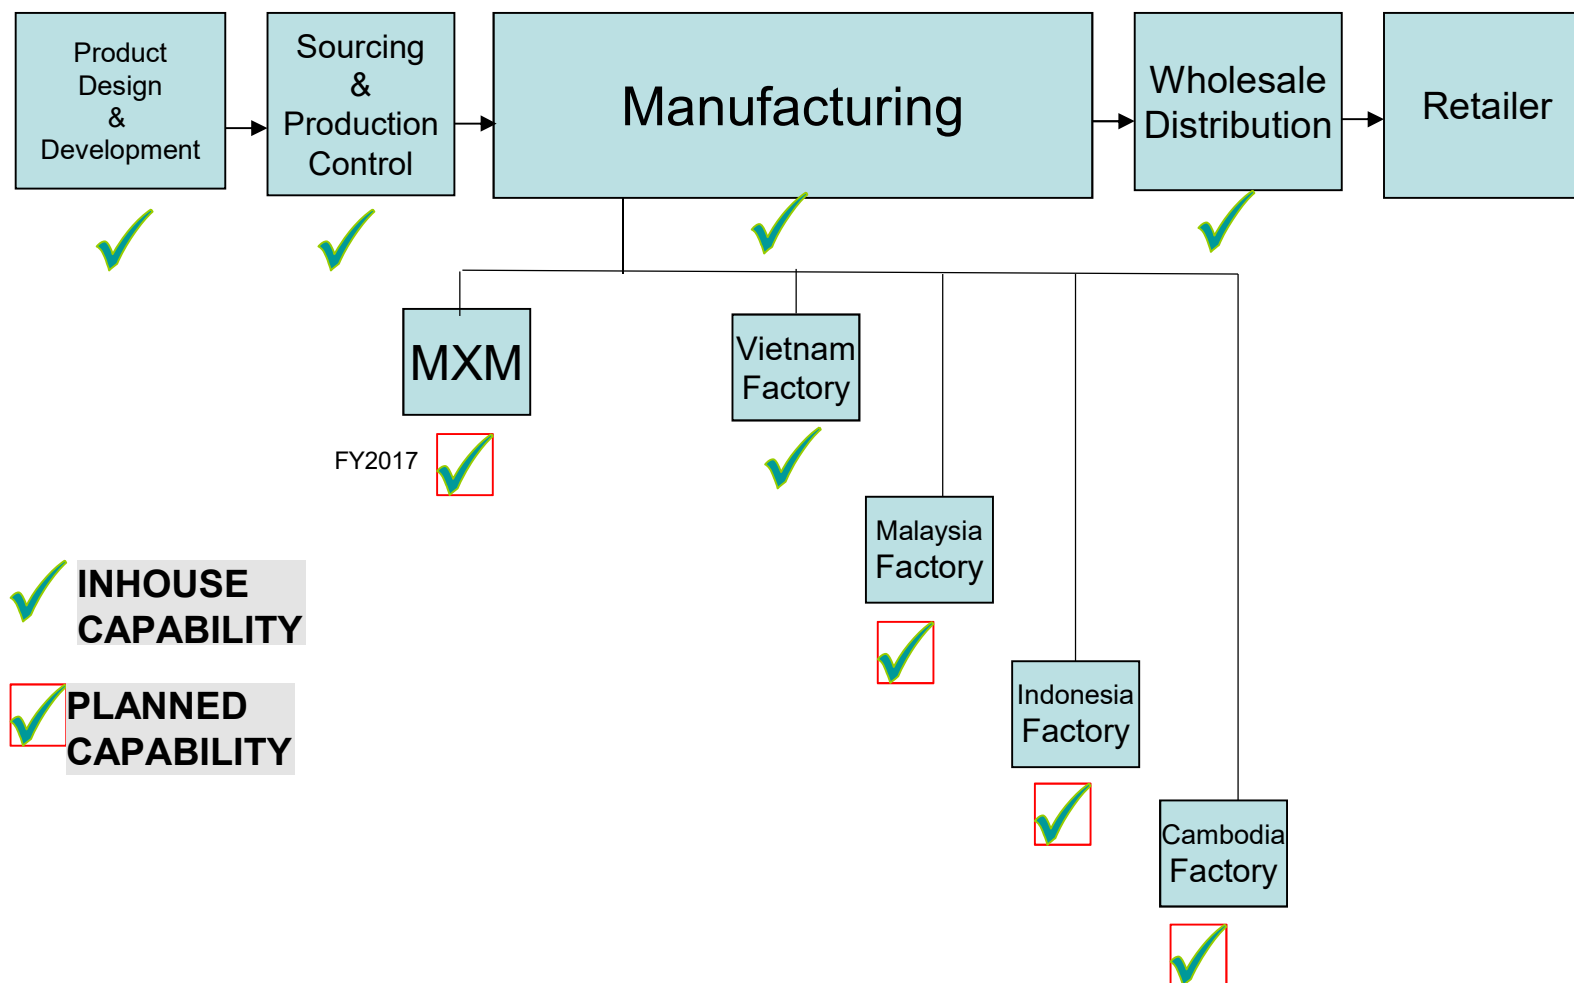 Product
Design
&
Development
Sourcing
&
Production
Control
Manufacturing
Wholesale
Distribution
Retailer
MXM
FY2017
Vietnam
Factory
Malaysia
Factory
Indonesia
Factory
Cambodia
Factory
INHOUSE
CAPABILITY
PLANNED
CAPABILITY